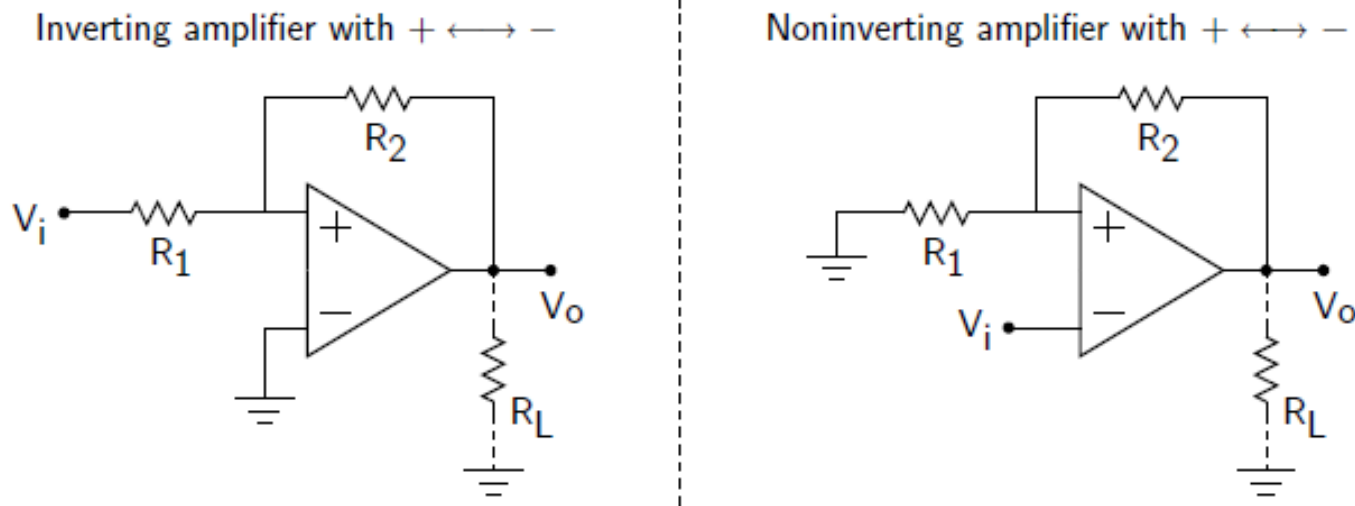 Inverting amplifier with + ⟷ −
Noninverting amplifier with + ⟷ −
R2
Vi
R1
+
−
Vo
RL
R2
R1
+
Vi
−
Vo
RL